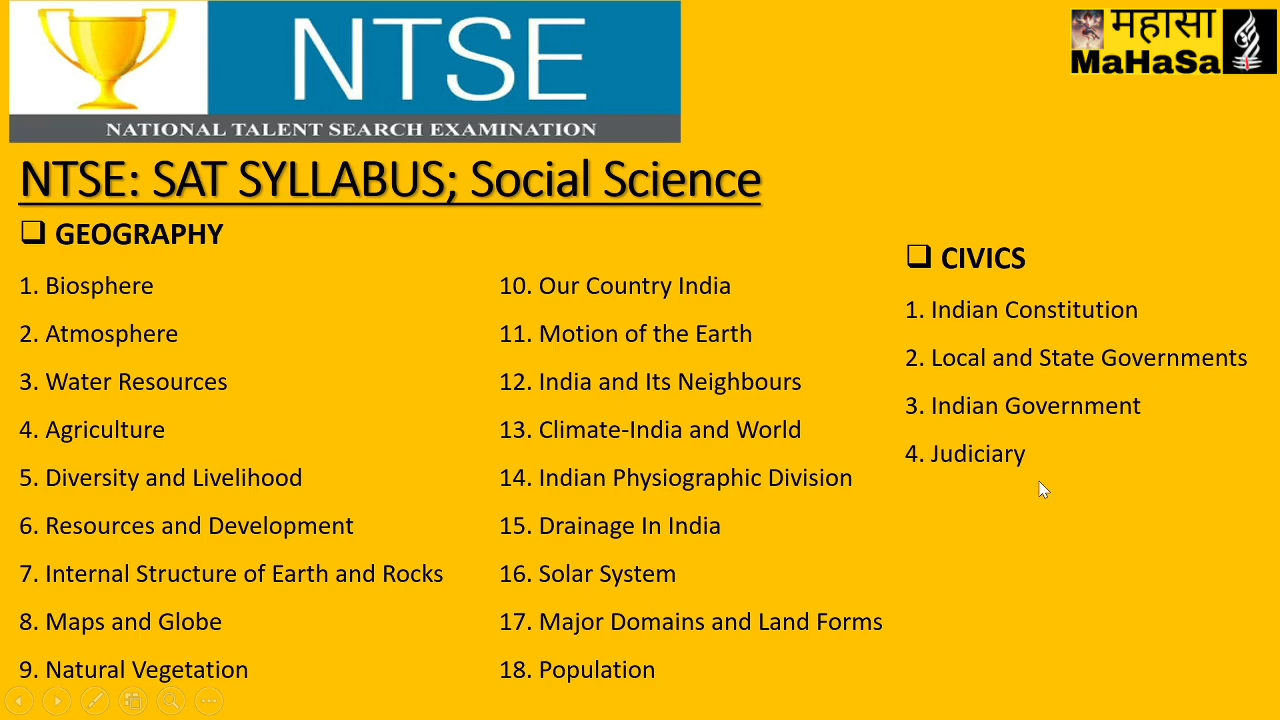 NTSE
NATIONAL TALENT SEARCH EXAMINATION
महासा
MaHaSa
NTSE: SAT SYLLABUS; Social Science
GEOGRAPHY
1. Biosphere
2. Atmosphere
3. Water Resources
4. Agriculture
5. Diversity and Livelihood
6. Resources and Development
7. Internal Structure of Earth and Rocks
8. Maps and Globe
9. Natural Vegetation
10. Our Country India
11. Motion of the Earth
12. India and Its Neighbours
13. Climate-India and World
14. Indian Physiographic Division
15. Drainage In India
16. Solar System
17. Major Domains and Land Forms
18. Population
CIVICS
1. Indian Constitution
2. Local and State Governments
3. Indian Government
4. Judiciary